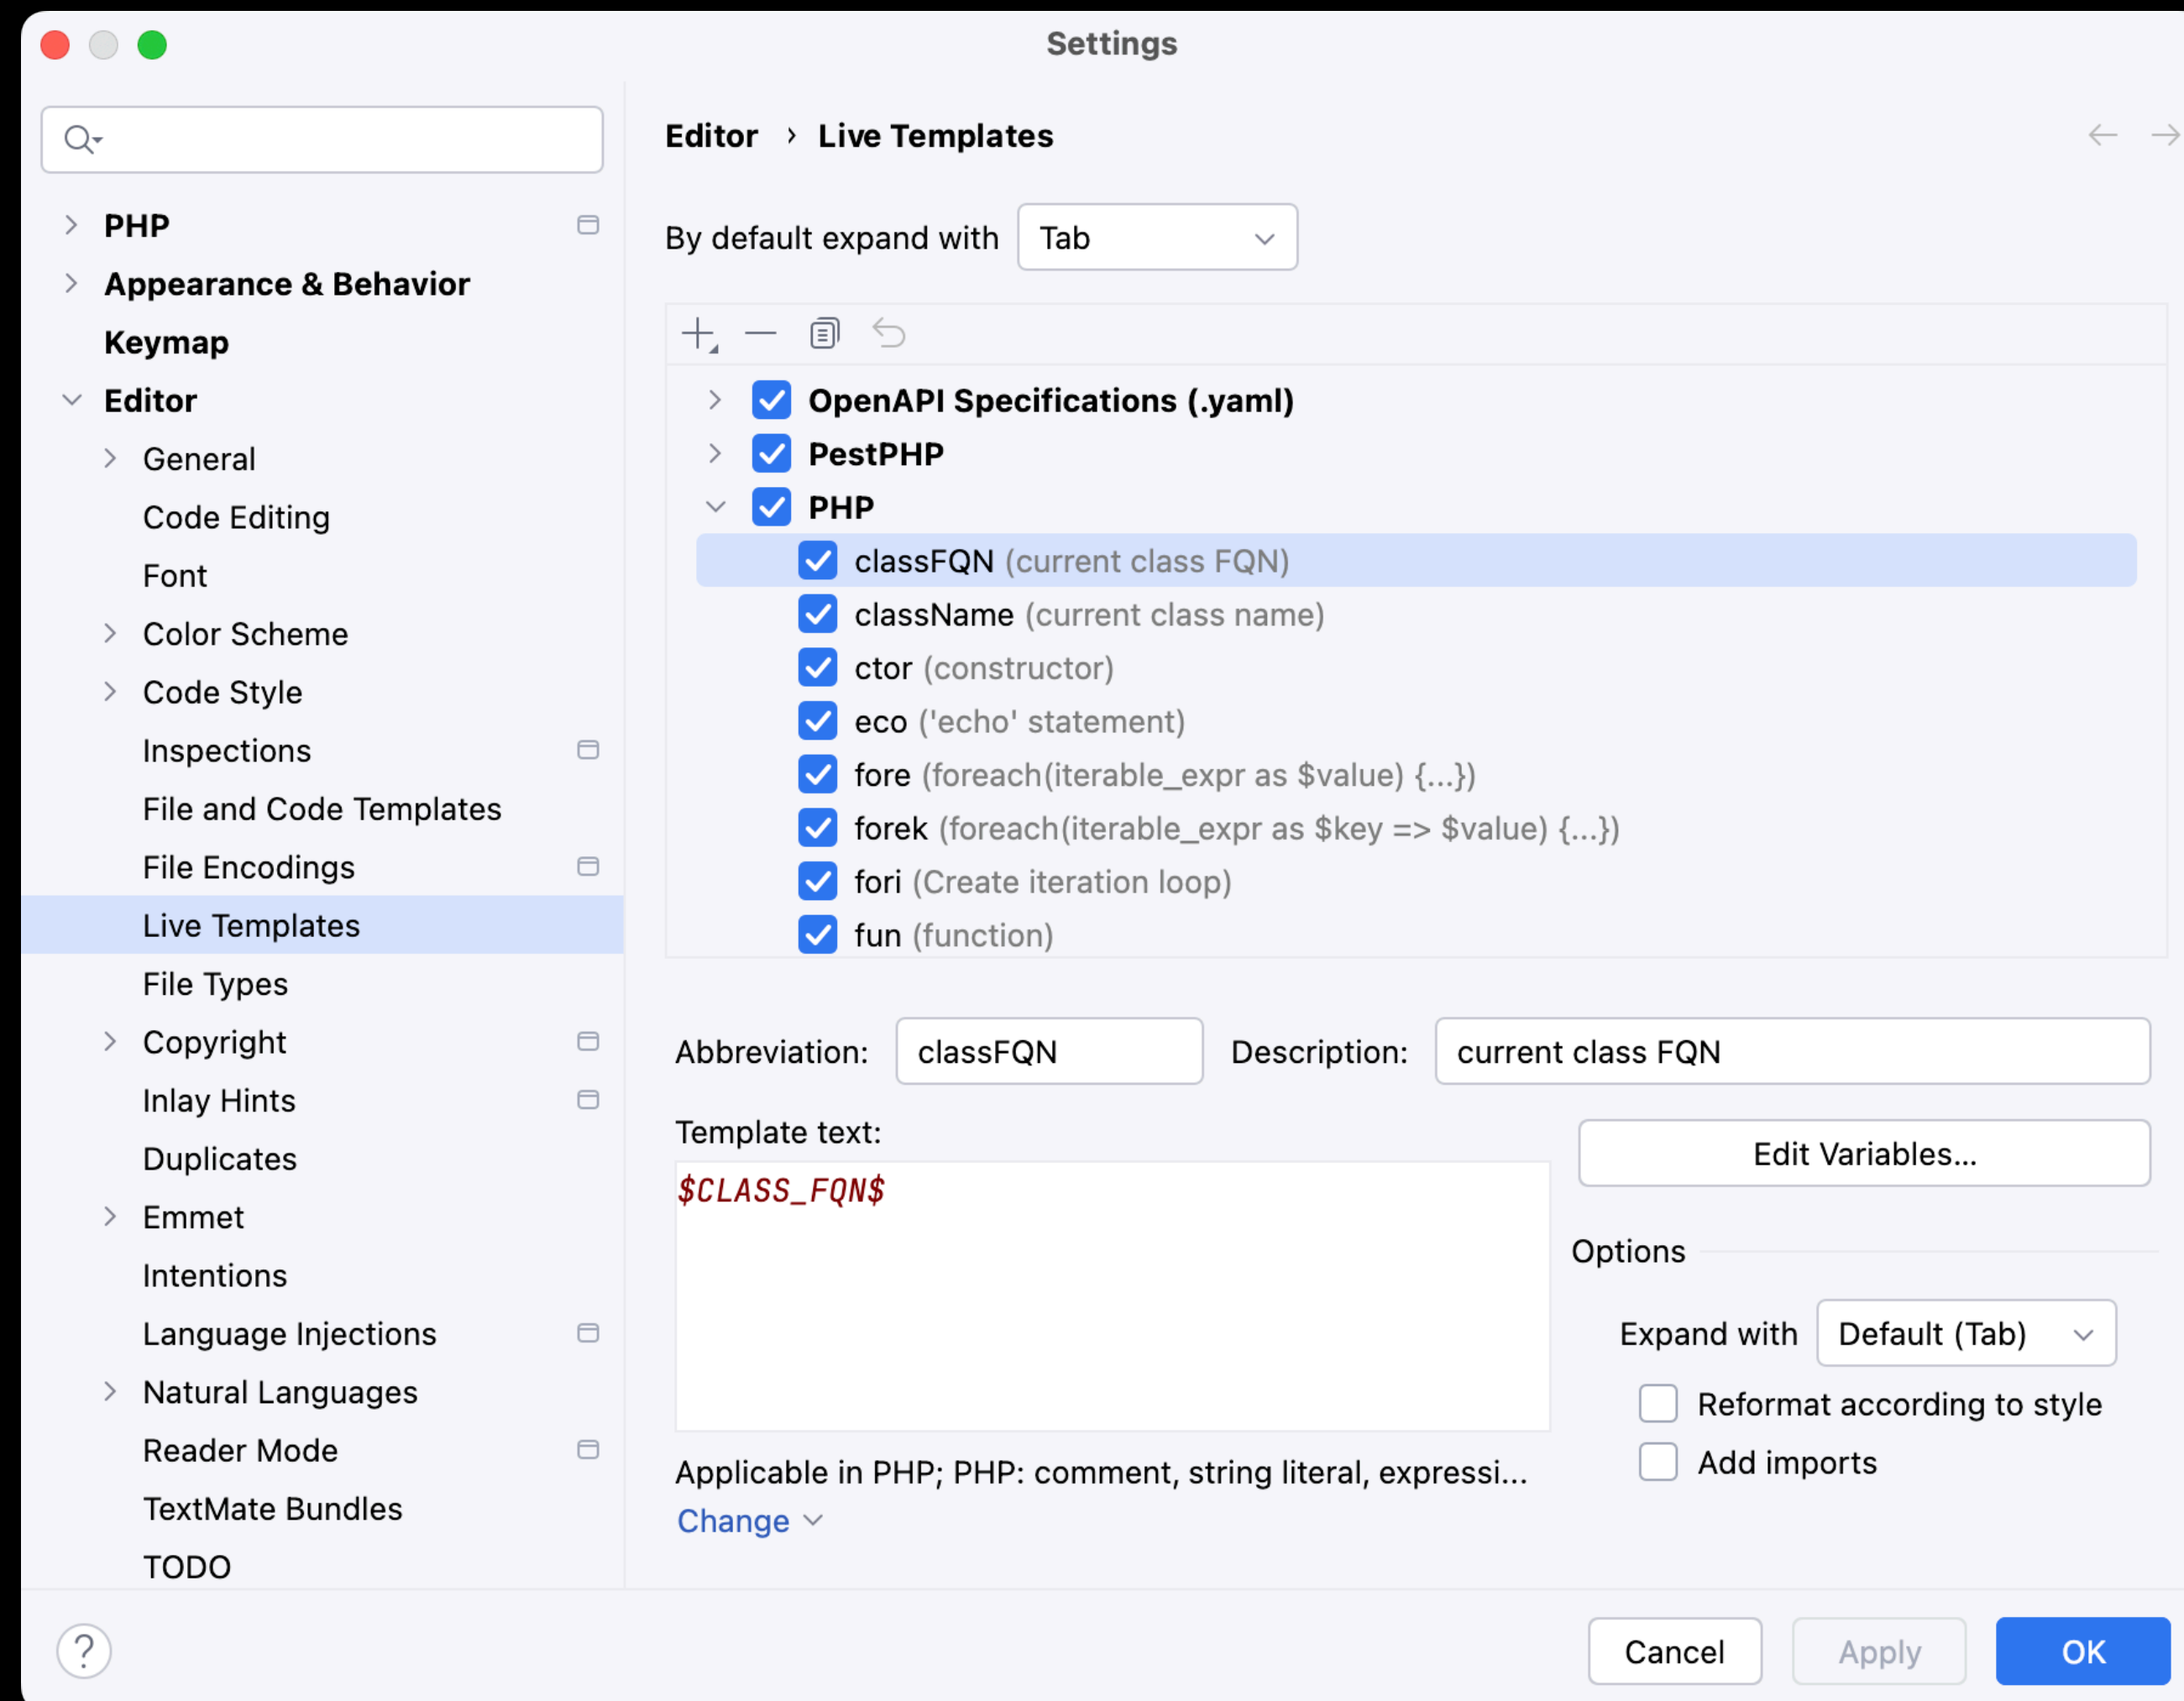 Settings
PHP
Appearance & Behavior
Keymap
Editor
General
Code Editing
Font
Color Scheme
Code Style
Inspections
File and Code Templates
File Encodings
Live Templates
File Types
Copyright
Inlay Hints
Duplicates
Emmet
Intentions
Language Injections
Natural Languages
Reader Mode
TextMate Bundles
TODO
Editor › Live Templates
By default expand with Tab
OpenAPI Specifications (.yaml)
PestPHP
PHP
classFQN (current class FQN)
className (current class name)
ctor (constructor)
eco ('echo' statement)
fore (foreach(iterable_expr as $value) {...})
forek (foreach(iterable_expr as $key => $value) {...})
fori (Create iteration loop)
fun (function)
Abbreviation: classFQN Description: current class FQN
Template text:
$CLASS_FQN$
Edit Variables...
Options
Expand with Default (Tab)
Reformat according to style
Add imports
Applicable in PHP; PHP: comment, string literal, expressi...
Change
? Cancel Apply OK